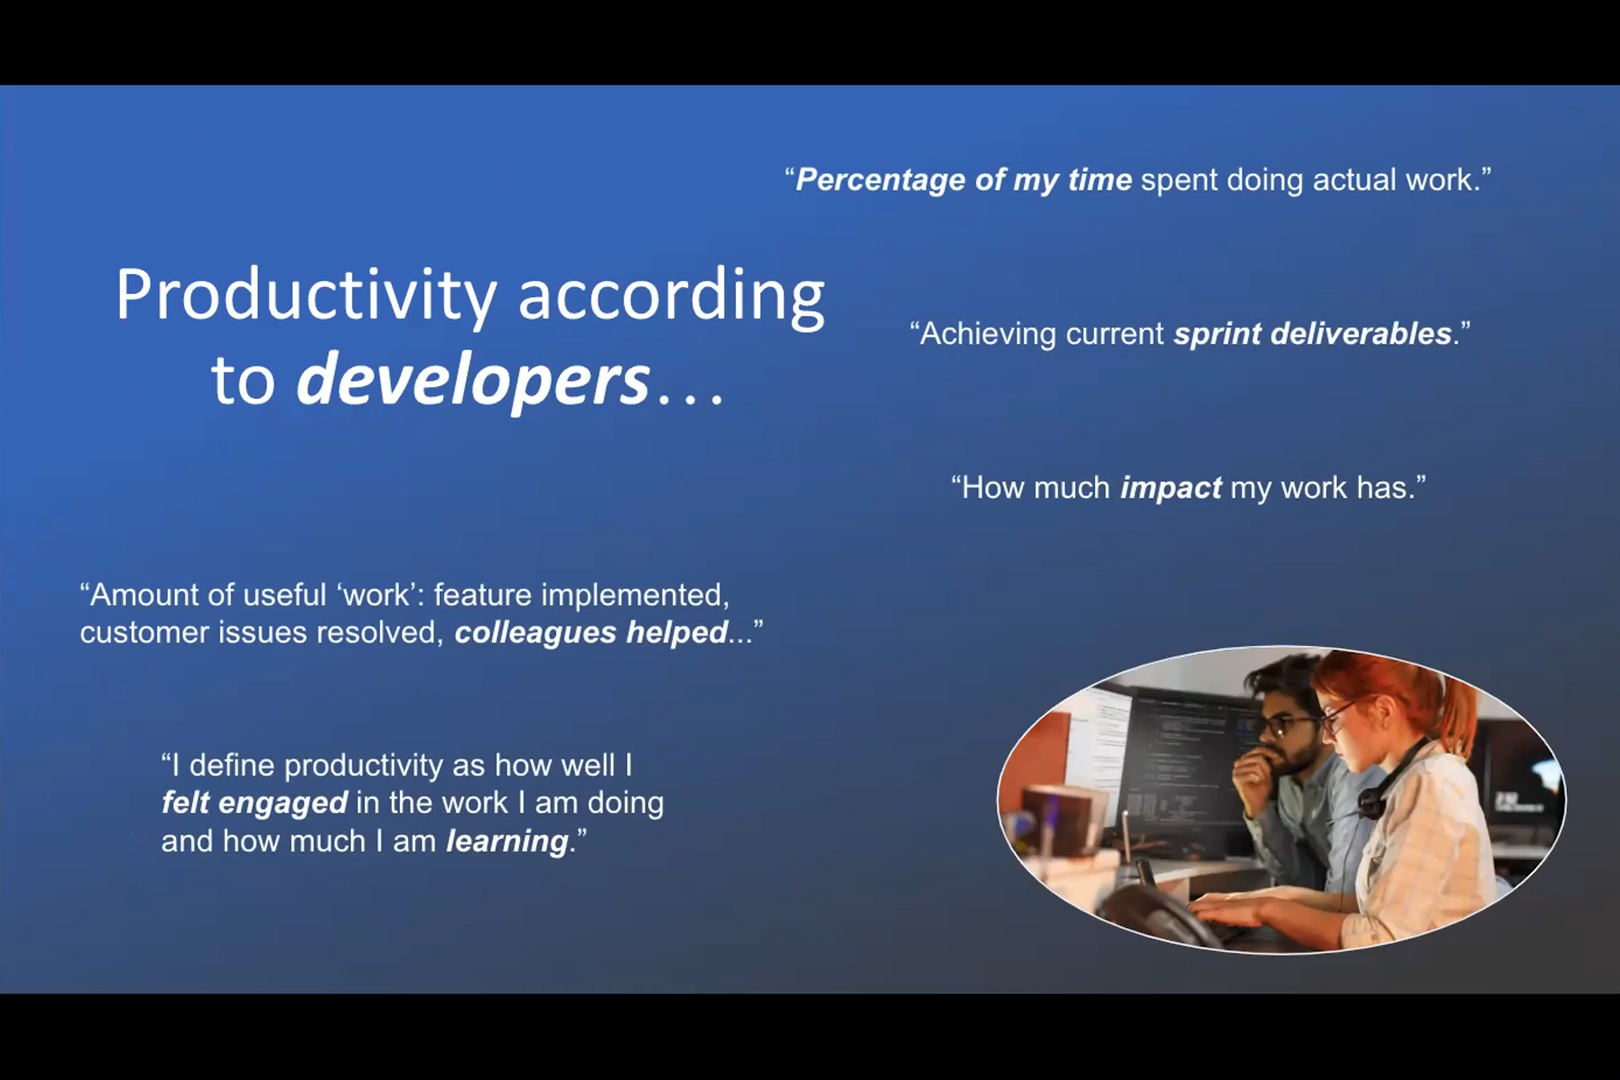 Productivity according
to developers…
“Percentage of my time spent doing actual work.”
“Achieving current sprint deliverables.”
“How much impact my work has.”
“Amount of useful ‘work’: feature implemented,
customer issues resolved, colleagues helped...”
“I define productivity as how well I
felt engaged in the work I am doing
and how much I am learning.”